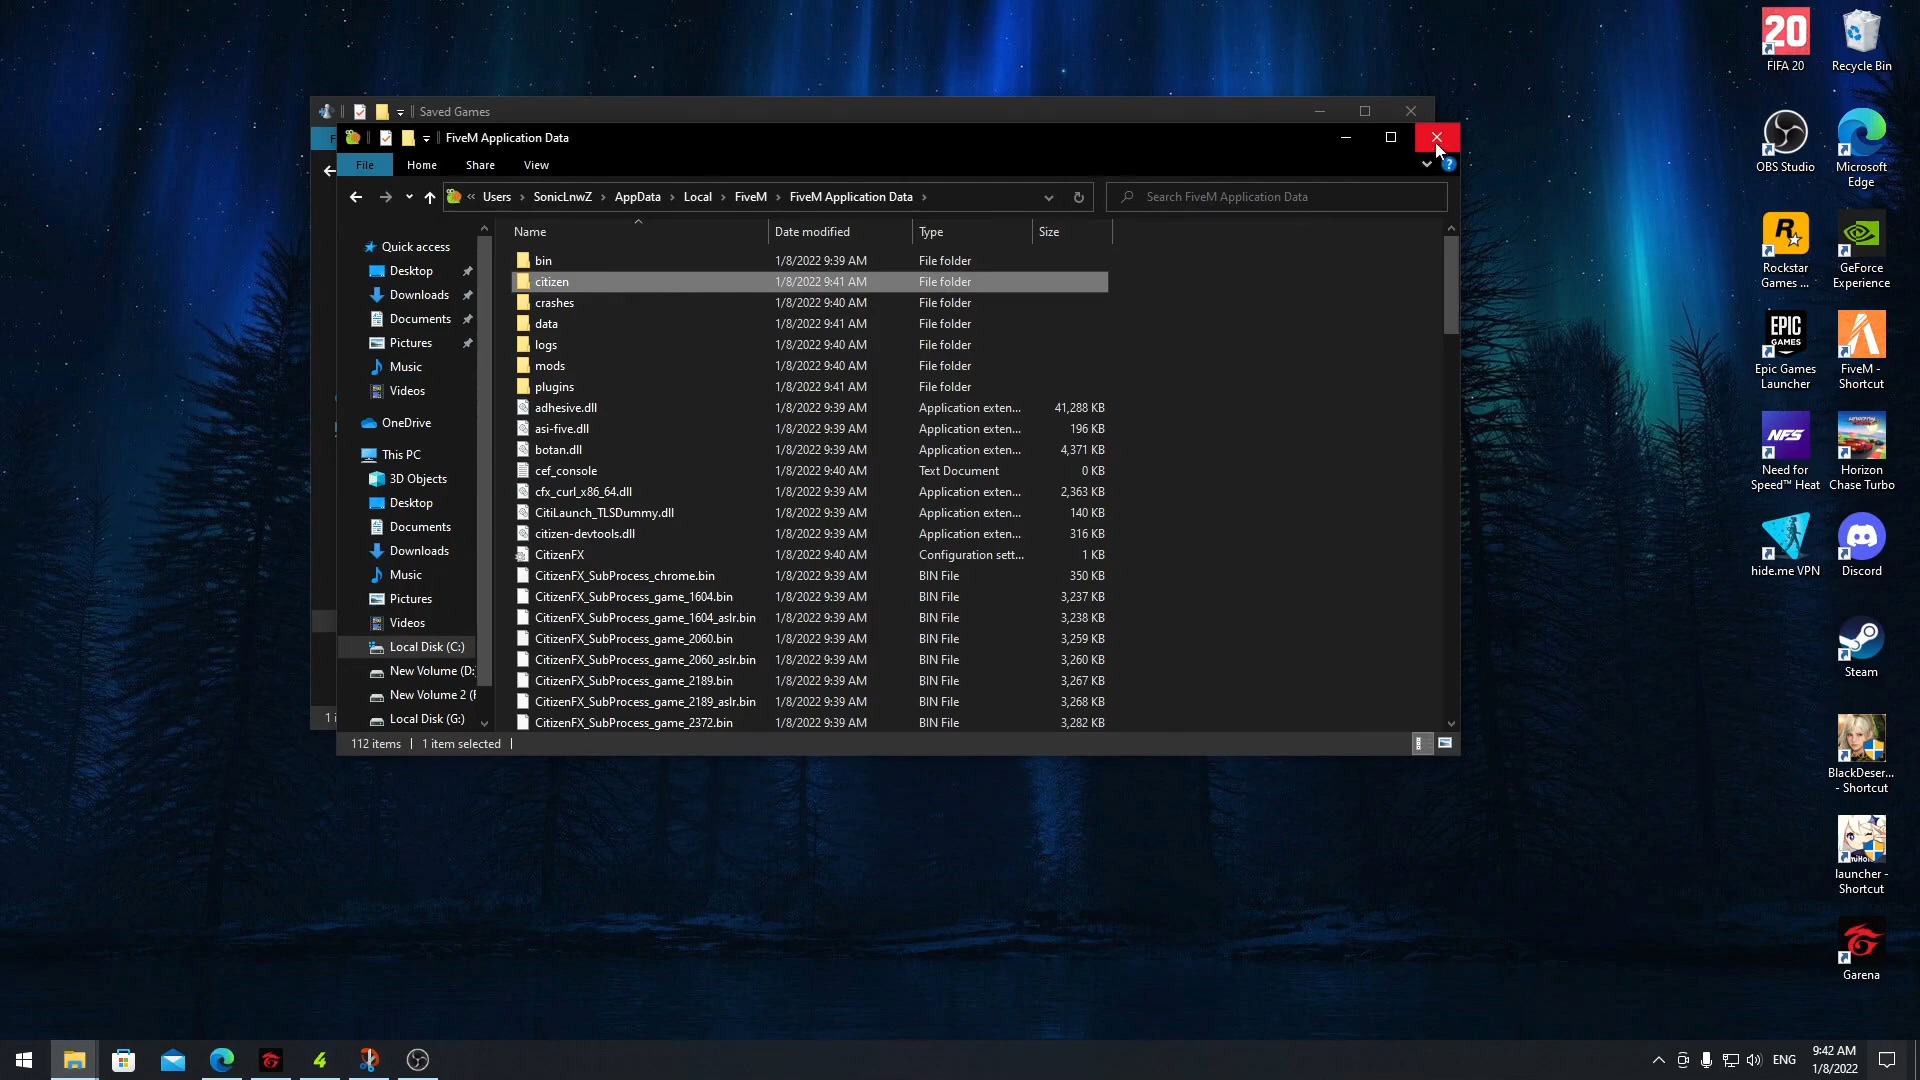 Saved Games
FiveM Application Data
File
Home
Share
View
« Users > SonicLnwZ > AppData > Local > FiveM > FiveM Application Data >
Search FiveM Application Data
Name
Date modified
Type
Size
Quick access
Desktop
Downloads
Documents
Pictures
Music
Videos
OneDrive
This PC
3D Objects
Desktop
Documents
Downloads
Music
Pictures
Videos
Local Disk (C:)
New Volume (D:
New Volume 2 (F
Local Disk (G:)
bin 1/8/2022 9:39 AM File folder
citizen 1/8/2022 9:41 AM File folder
crashes 1/8/2022 9:40 AM File folder
data 1/8/2022 9:41 AM File folder
logs 1/8/2022 9:40 AM File folder
mods 1/8/2022 9:40 AM File folder
plugins 1/8/2022 9:41 AM File folder
adhesive.dll 1/8/2022 9:39 AM Application exten... 41,288 KB
asi-five.dll 1/8/2022 9:39 AM Application exten... 196 KB
botan.dll 1/8/2022 9:39 AM Application exten... 4,371 KB
cef_console 1/8/2022 9:40 AM Text Document 0 KB
cfx_curl_x86_64.dll 1/8/2022 9:39 AM Application exten... 2,363 KB
CitiLaunch_TLSDummy.dll 1/8/2022 9:39 AM Application exten... 140 KB
citizen-devtools.dll 1/8/2022 9:39 AM Application exten... 316 KB
CitizenFX 1/8/2022 9:40 AM Configuration sett... 1 KB
CitizenFX_SubProcess_chrome.bin 1/8/2022 9:39 AM BIN File 350 KB
CitizenFX_SubProcess_game_1604.bin 1/8/2022 9:39 AM BIN File 3,237 KB
CitizenFX_SubProcess_game_1604_aslr.bin 1/8/2022 9:39 AM BIN File 3,238 KB
CitizenFX_SubProcess_game_2060.bin 1/8/2022 9:39 AM BIN File 3,259 KB
CitizenFX_SubProcess_game_2060_aslr.bin 1/8/2022 9:39 AM BIN File 3,260 KB
CitizenFX_SubProcess_game_2189.bin 1/8/2022 9:39 AM BIN File 3,267 KB
CitizenFX_SubProcess_game_2189_aslr.bin 1/8/2022 9:39 AM BIN File 3,268 KB
CitizenFX_SubProcess_game_2372.bin 1/8/2022 9:39 AM BIN File 3,282 KB
112 items
1 item selected
20
FIFA 20
Recycle Bin
OBS Studio
Microsoft
Edge
Rockstar
Games ...
GeForce
Experience
EPIC
GAMES
Epic Games
Launcher
FiveM -
Shortcut
NFS
Need for
Speed™ Heat
Horizon
Chase Turbo
hide.me VPN
Discord
Steam
BlackDeser...
- Shortcut
launcher -
Shortcut
Garena
ENG
9:42 AM
1/8/2022